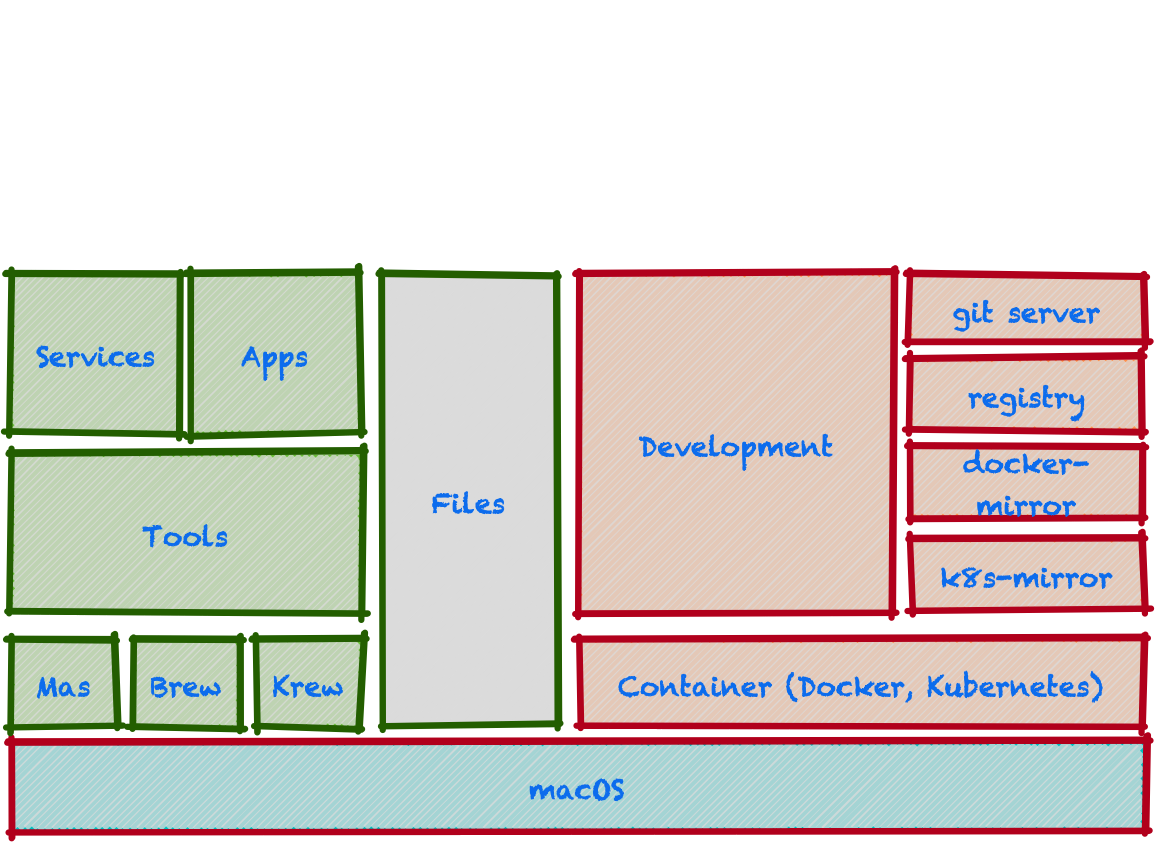 Services
Apps
Tools
Mas
Brew
Krew
Files
Development
git server
registry
docker-
mirror
k8s-mirror
Container (Docker, Kubernetes)
macOS